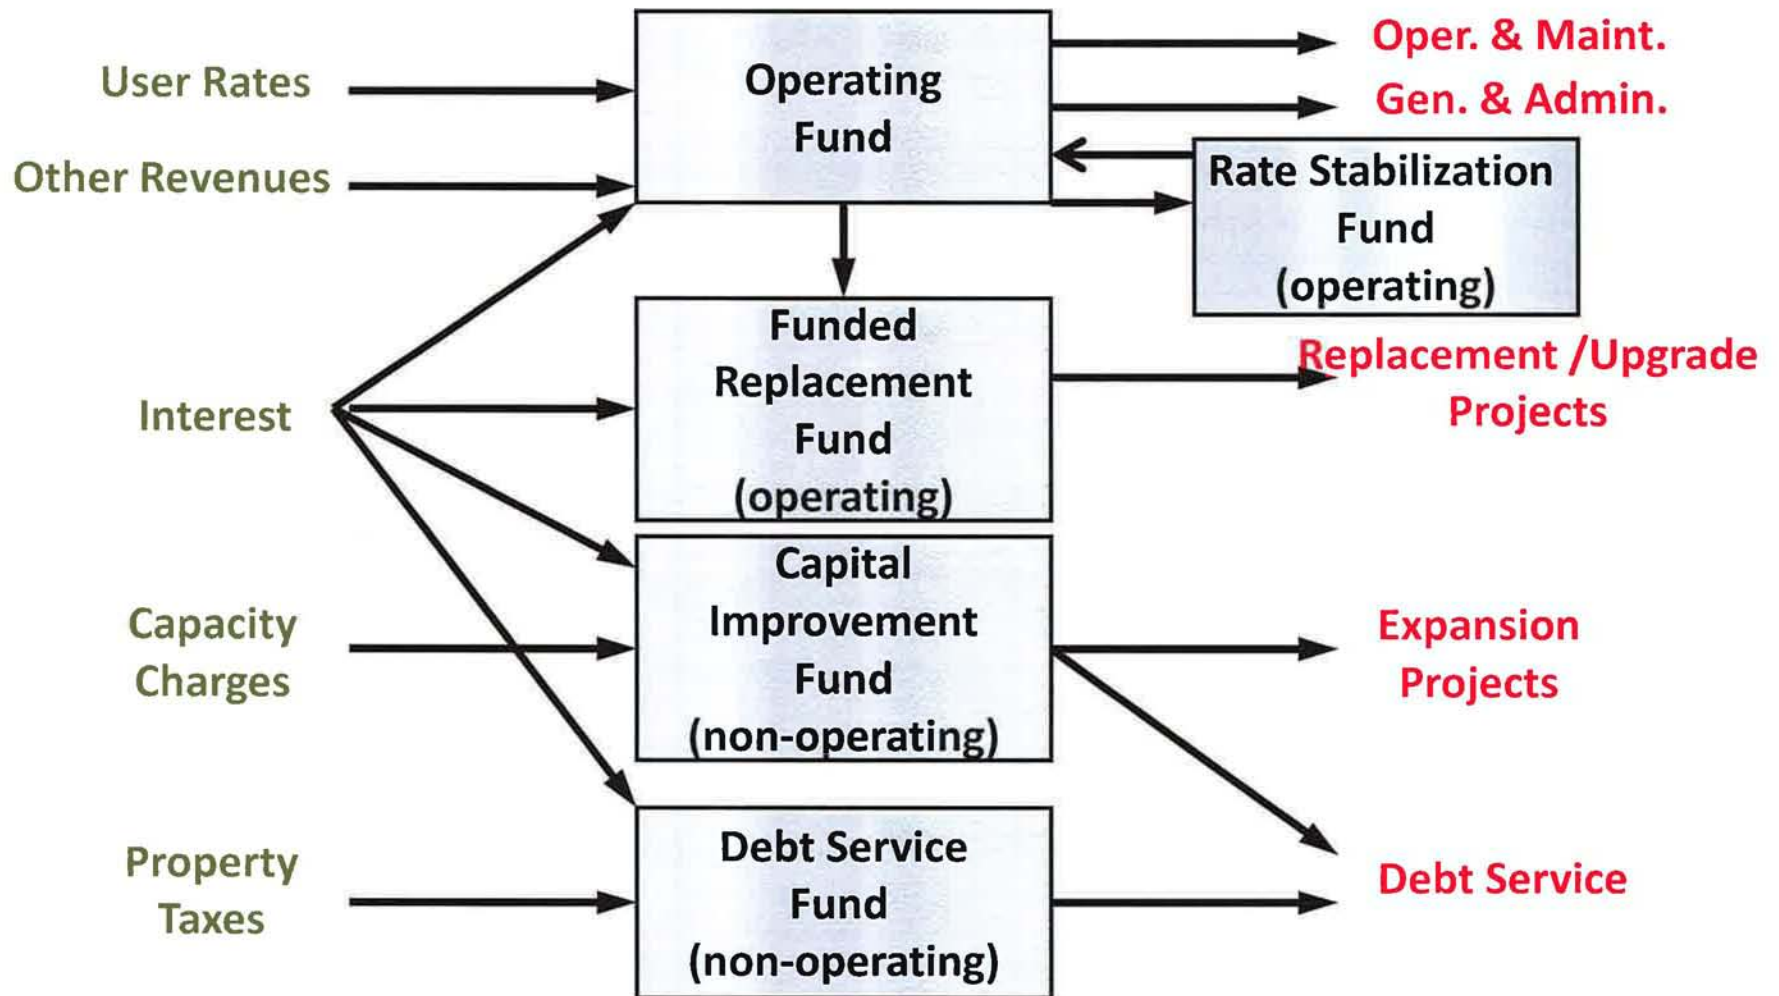 User Rates
Other Revenues
Interest
Capacity
Charges
Property
Taxes
Operating
Fund
Funded
Replacement
Fund
(operating)
Capital
Improvement
Fund
(non-operating)
Debt Service
Fund
(non-operating)
Oper. & Maint.
Gen. & Admin.
Rate Stabilization
Fund
(operating)
Replacement /Upgrade
Projects
Expansion
Projects
Debt Service